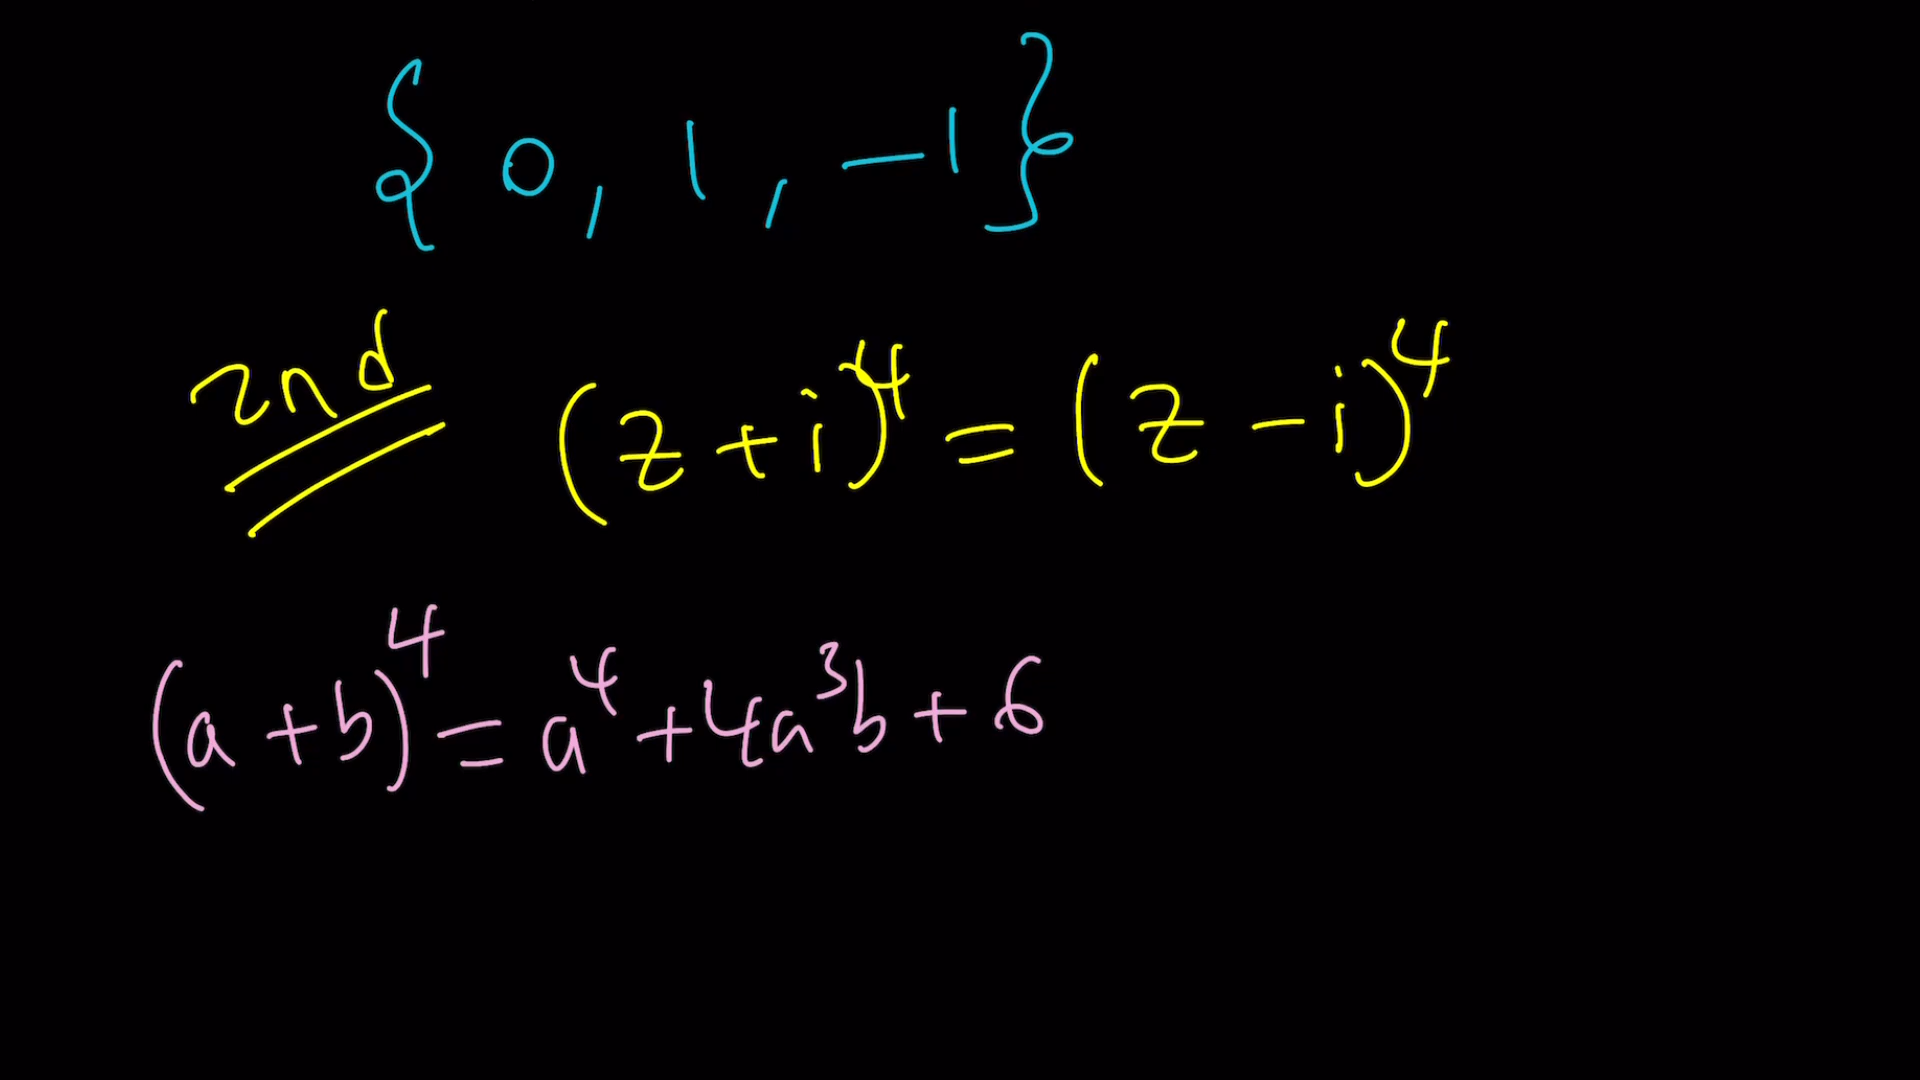 {0, 1, -1}
2nd (z+i)⁴ = (z-i)⁴
(a+b)⁴ = a⁴ + 4a³b + 6